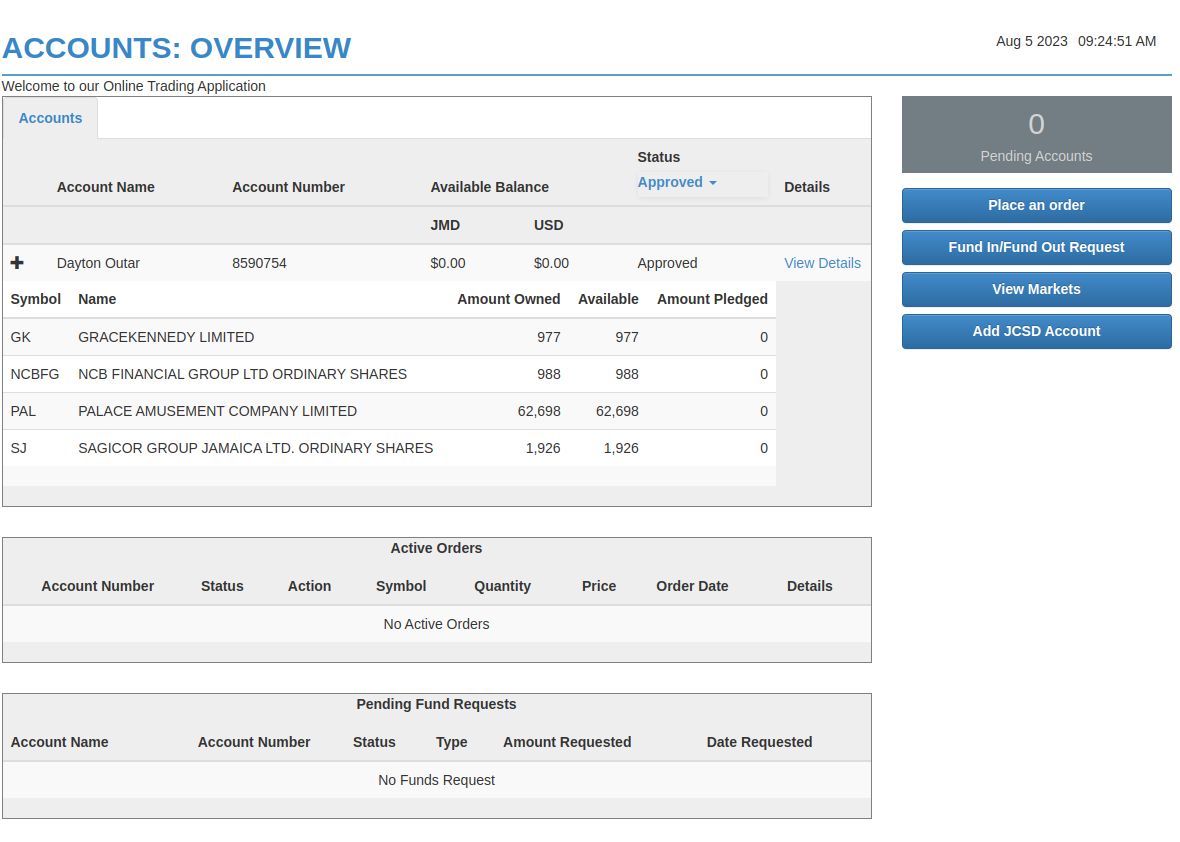 ACCOUNTS: OVERVIEW
Aug 5 2023 09:24:51 AM
Welcome to our Online Trading Application
Accounts
Account Name Account Number Available Balance Status Approved Details
JMD USD
Dayton Outar 8590754 $0.00 $0.00 Approved View Details
Symbol Name Amount Owned Available Amount Pledged
GK GRACEKENNEDY LIMITED 977 977 0
NCBFG NCB FINANCIAL GROUP LTD ORDINARY SHARES 988 988 0
PAL PALACE AMUSEMENT COMPANY LIMITED 62,698 62,698 0
SJ SAGICOR GROUP JAMAICA LTD. ORDINARY SHARES 1,926 1,926 0
Active Orders
Account Number Status Action Symbol Quantity Price Order Date Details
No Active Orders
Pending Fund Requests
Account Name Account Number Status Type Amount Requested Date Requested
No Funds Request
0
Pending Accounts
Place an order
Fund In/Fund Out Request
View Markets
Add JCSD Account